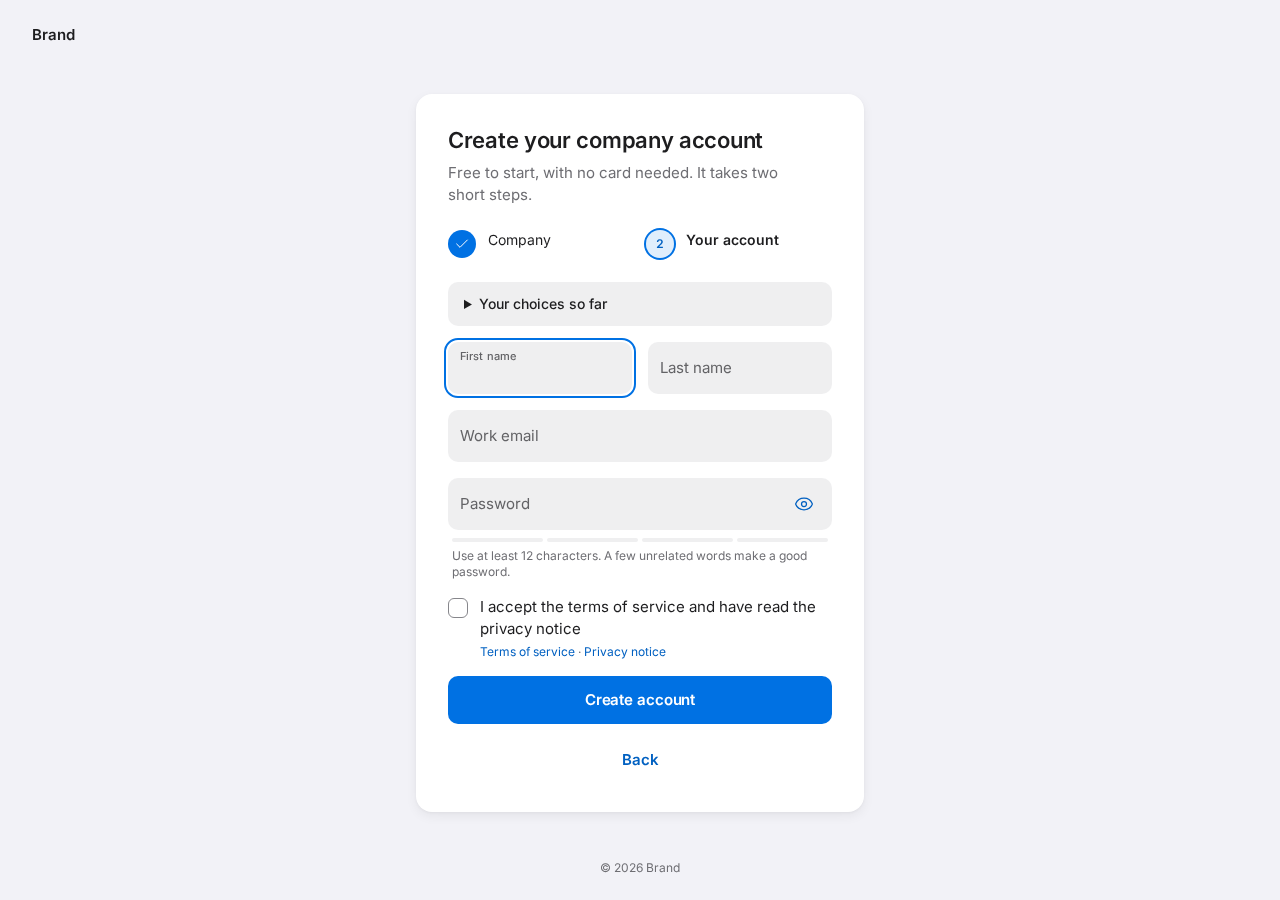 Brand
Create your company account
Free to start, with no card needed. It takes two
short steps.
Company
2
Your account
Your choices so far
First name
Last name
Work email
Password
Use at least 12 characters. A few unrelated words make a good
password.
I accept the terms of service and have read the
privacy notice
Terms of service · Privacy notice
Create account
Back
© 2026 Brand